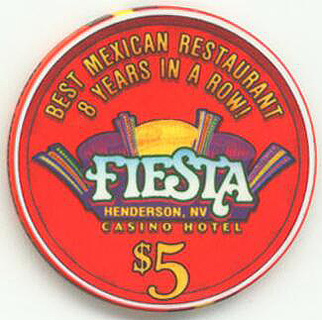 BEST MEXICAN RESTAURANT
8 YEARS IN A ROW!
FIESTA
HENDERSON, NV
CASINO HOTEL
$5